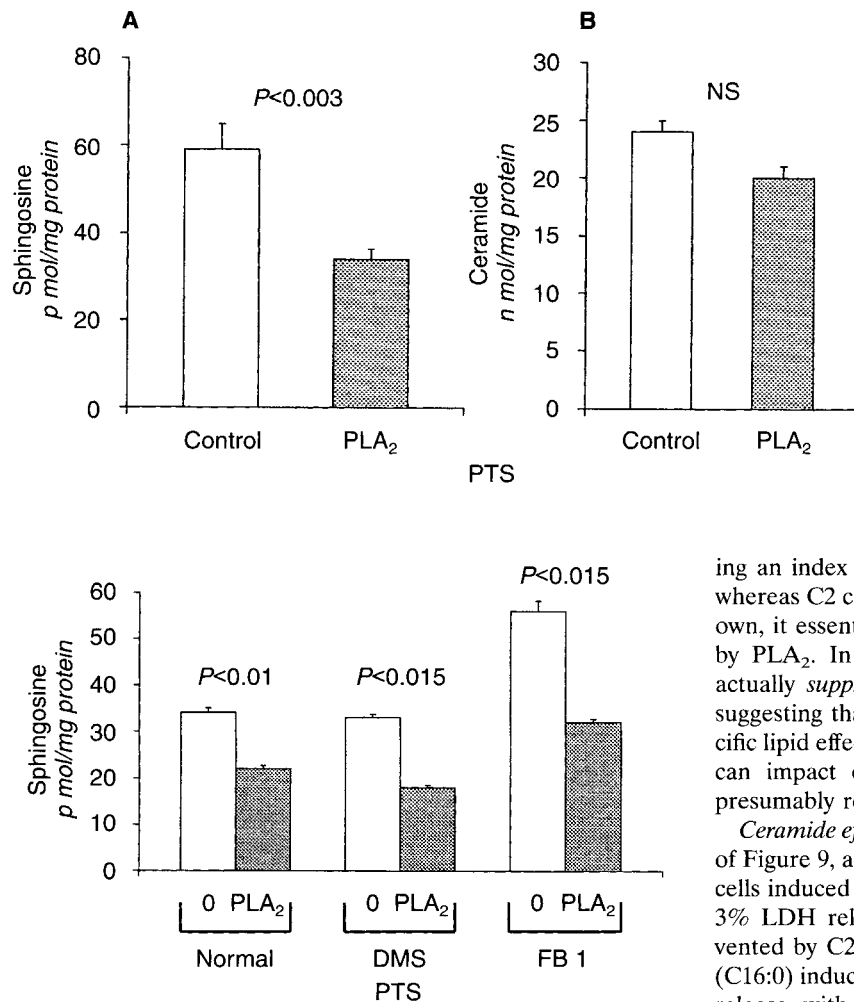 A
80
60
40
20
0
Sphingosine
p mol/mg protein
P<0.003
Control PLA₂
B
30
25
20
15
10
5
0
Ceramide
n mol/mg protein
NS
Control PLA₂
PTS
60
50
40
30
20
10
0
Sphingosine
p mol/mg protein
P<0.01
P<0.015
P<0.015
0 PLA₂ 0 PLA₂ 0 PLA₂
Normal DMS FB 1
PTS
ing an index
whereas C2 c
own, it essent
by PLA₂. In
actually supp
suggesting tha
cific lipid effe
can impact
presumably r
Ceramide ef
of Figure 9, a
cells induced
3% LDH rel
vented by C2
(C16:0) induc